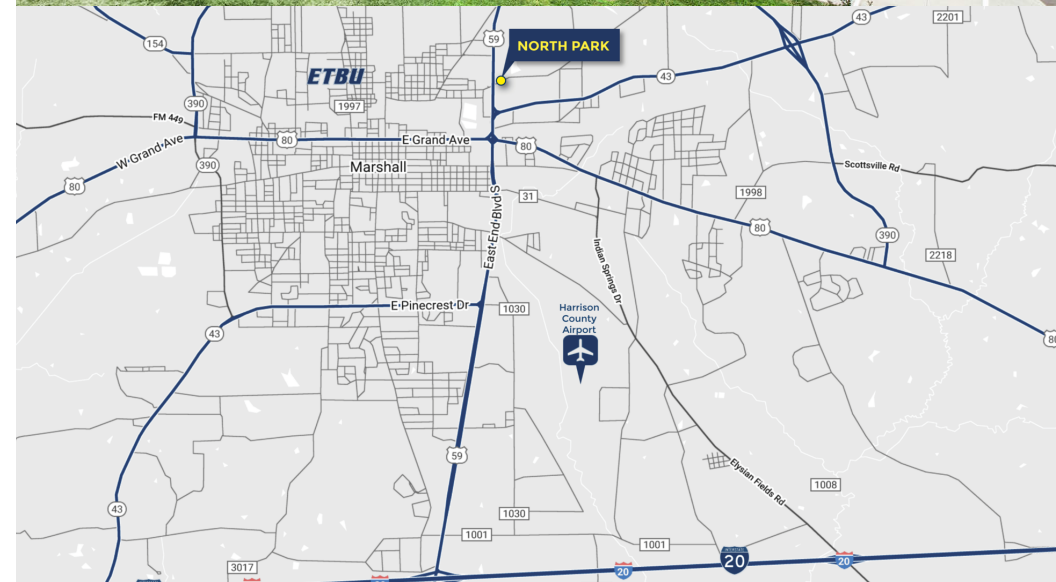 43
2201
59
NORTH PARK
154
ETBU
43
390
1997
FM 449
80
E Grand Ave
80
W Grand Ave
390
Marshall
Scottsville Rd
80
31
1998
East End Blvd S
80
390
Indian Springs Dr
2218
E Pinecrest Dr
1030
Harrison
County
Airport
43
80
59
Elysian Fields Rd
1008
43
1030
1001
1001
20
20
20
3017